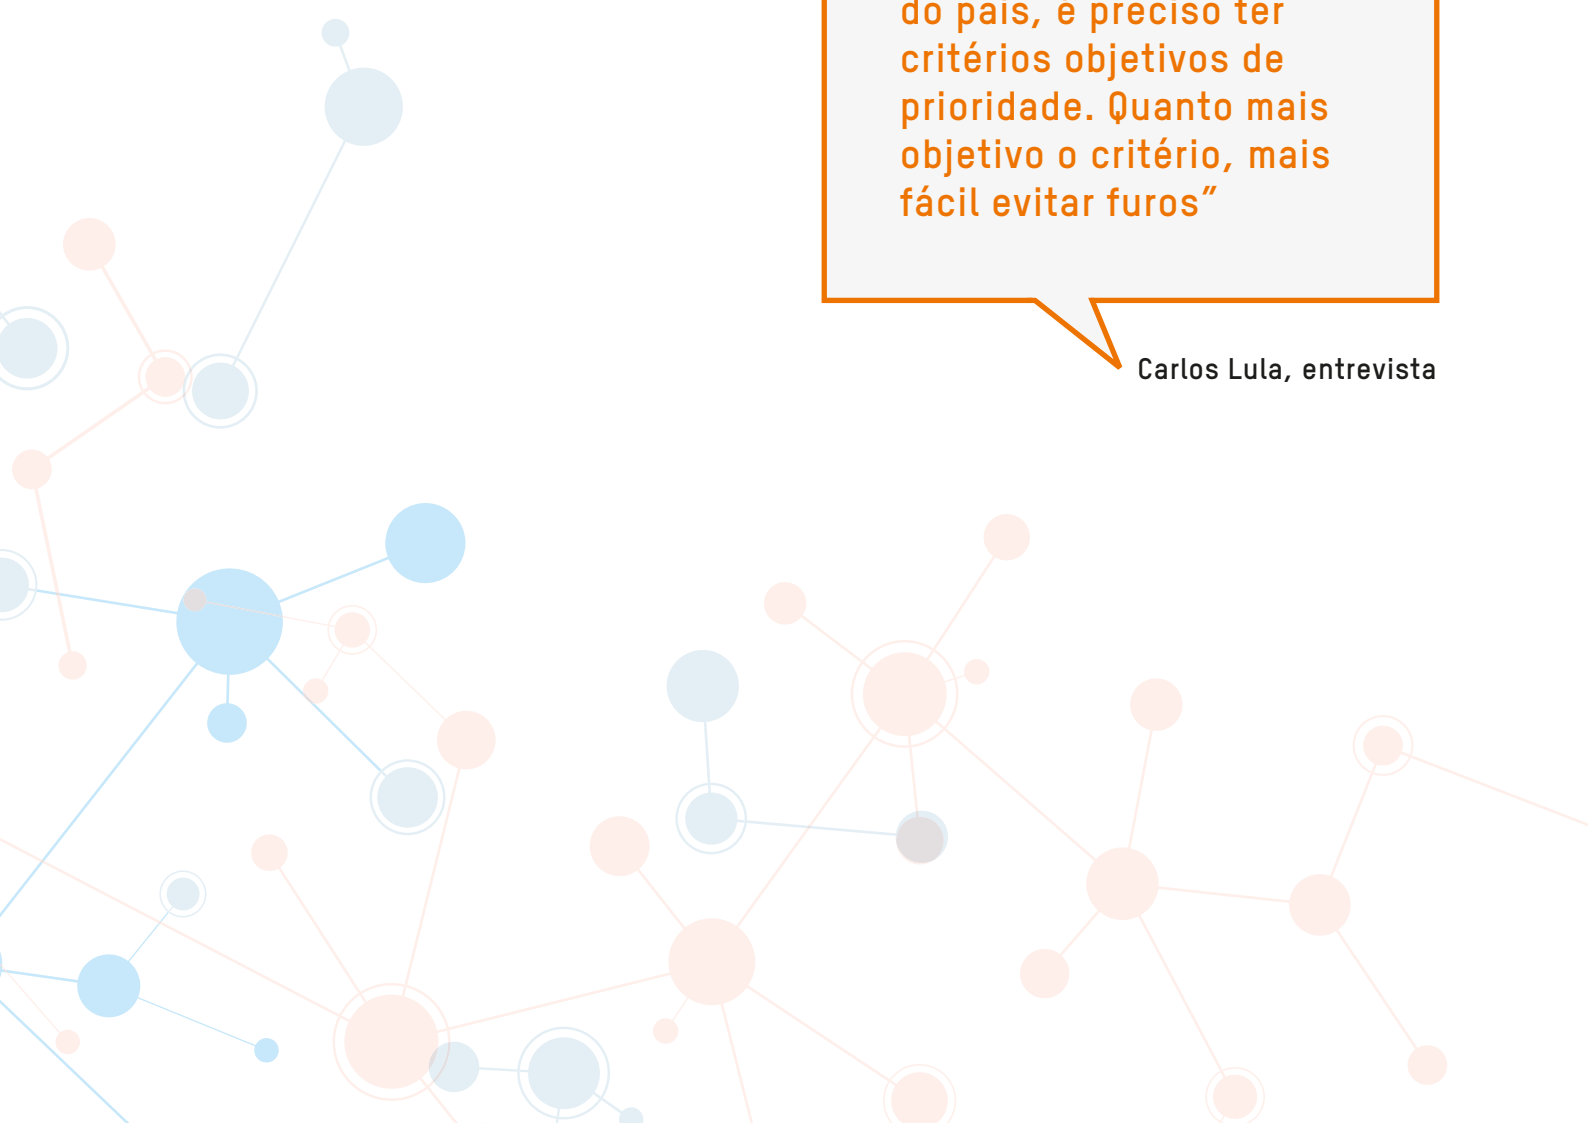 do país, é preciso ter
critérios objetivos de
prioridade. Quanto mais
objetivo o critério, mais
fácil evitar furos”
Carlos Lula, entrevista